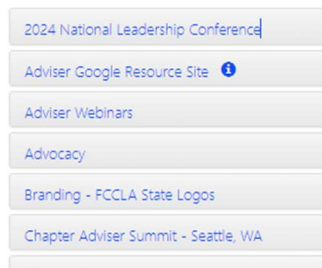 2024 National Leadership Conference
Adviser Google Resource Site
Adviser Webinars
Advocacy
Branding - FCCLA State Logos
Chapter Adviser Summit - Seattle, WA